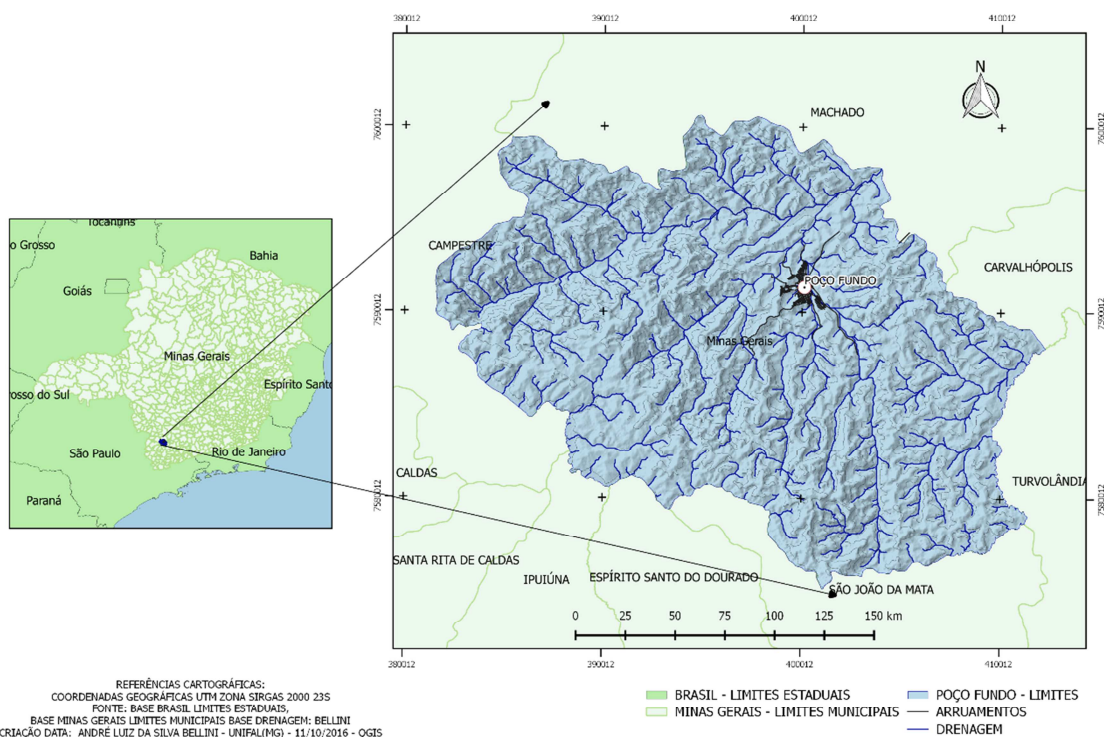 380012 390012 400012 410012
N
MACHADO
7600012
7600012
Tocantins
o Grosso
Bahia
CAMPESTRE
CARVALHÓPOLIS
POÇO FUNDO
Goiás
7590012
7590012
Minas Gerais
Minas Gerais
Espírito Santo
rosso do Sul
São Paulo
Rio de Janeiro
CALDAS
TURVOLÂNDIA
Paraná
7580012
7580012
SANTA RITA DE CALDAS
IPUIÚNA
ESPÍRITO SANTO DO DOURADO
SÃO JOÃO DA MATA
0 25 50 75 100 125 150 km
380012 390012 400012 410012
REFERÊNCIAS CARTOGRÁFICAS:
COORDENADAS GEOGRÁFICAS UTM ZONA SIRGAS 2000 23S
FONTE: BASE BRASIL LIMITES ESTADUAIS,
BASE MINAS GERAIS LIMITES MUNICIPAIS BASE DRENAGEM: BELLINI
CRIAÇÃO DATA: ANDRÉ LUIZ DA SILVA BELLINI - UNIFAL(MG) - 11/10/2016 - QGIS
BRASIL - LIMITES ESTADUAIS
MINAS GERAIS - LIMITES MUNICIPAIS
POÇO FUNDO - LIMITES
ARRUAMENTOS
DRENAGEM